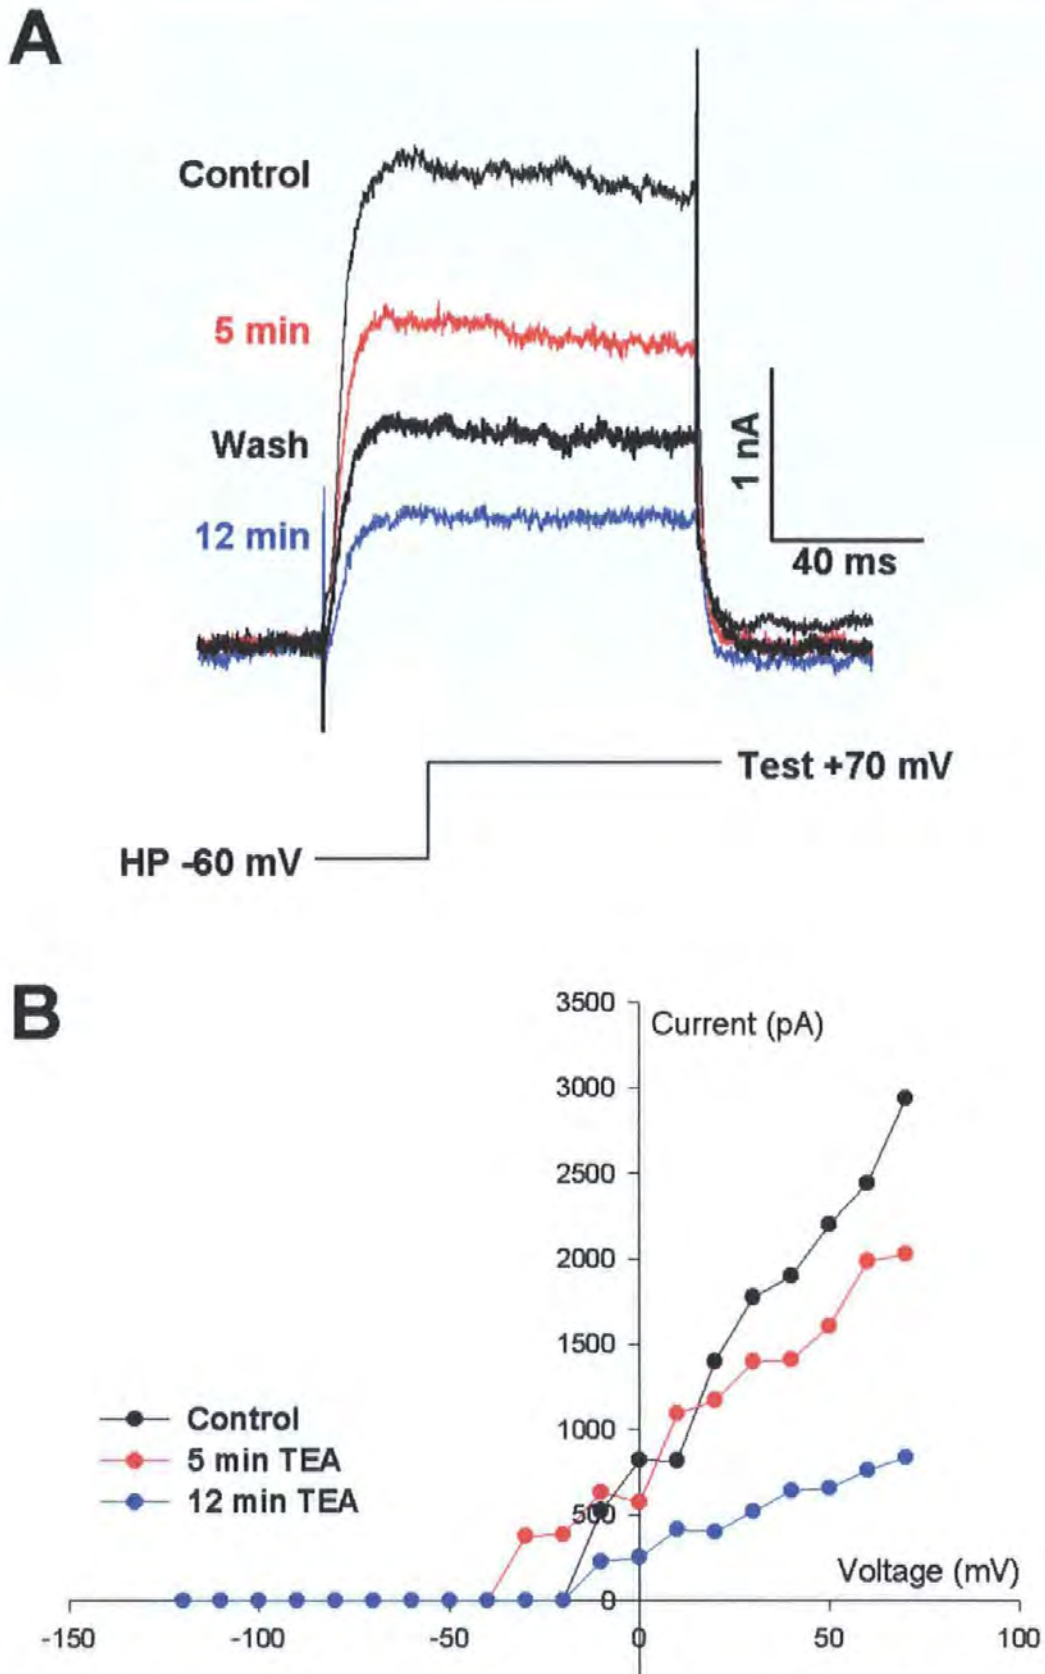 A
Control
5 min
Wash
12 min
1 nA
40 ms
Test +70 mV
HP -60 mV
B
3500
Current (pA)
3000
2500
2000
1500
1000
500
0
Control
5 min TEA
12 min TEA
Voltage (mV)
-150
-100
-50
0
50
100